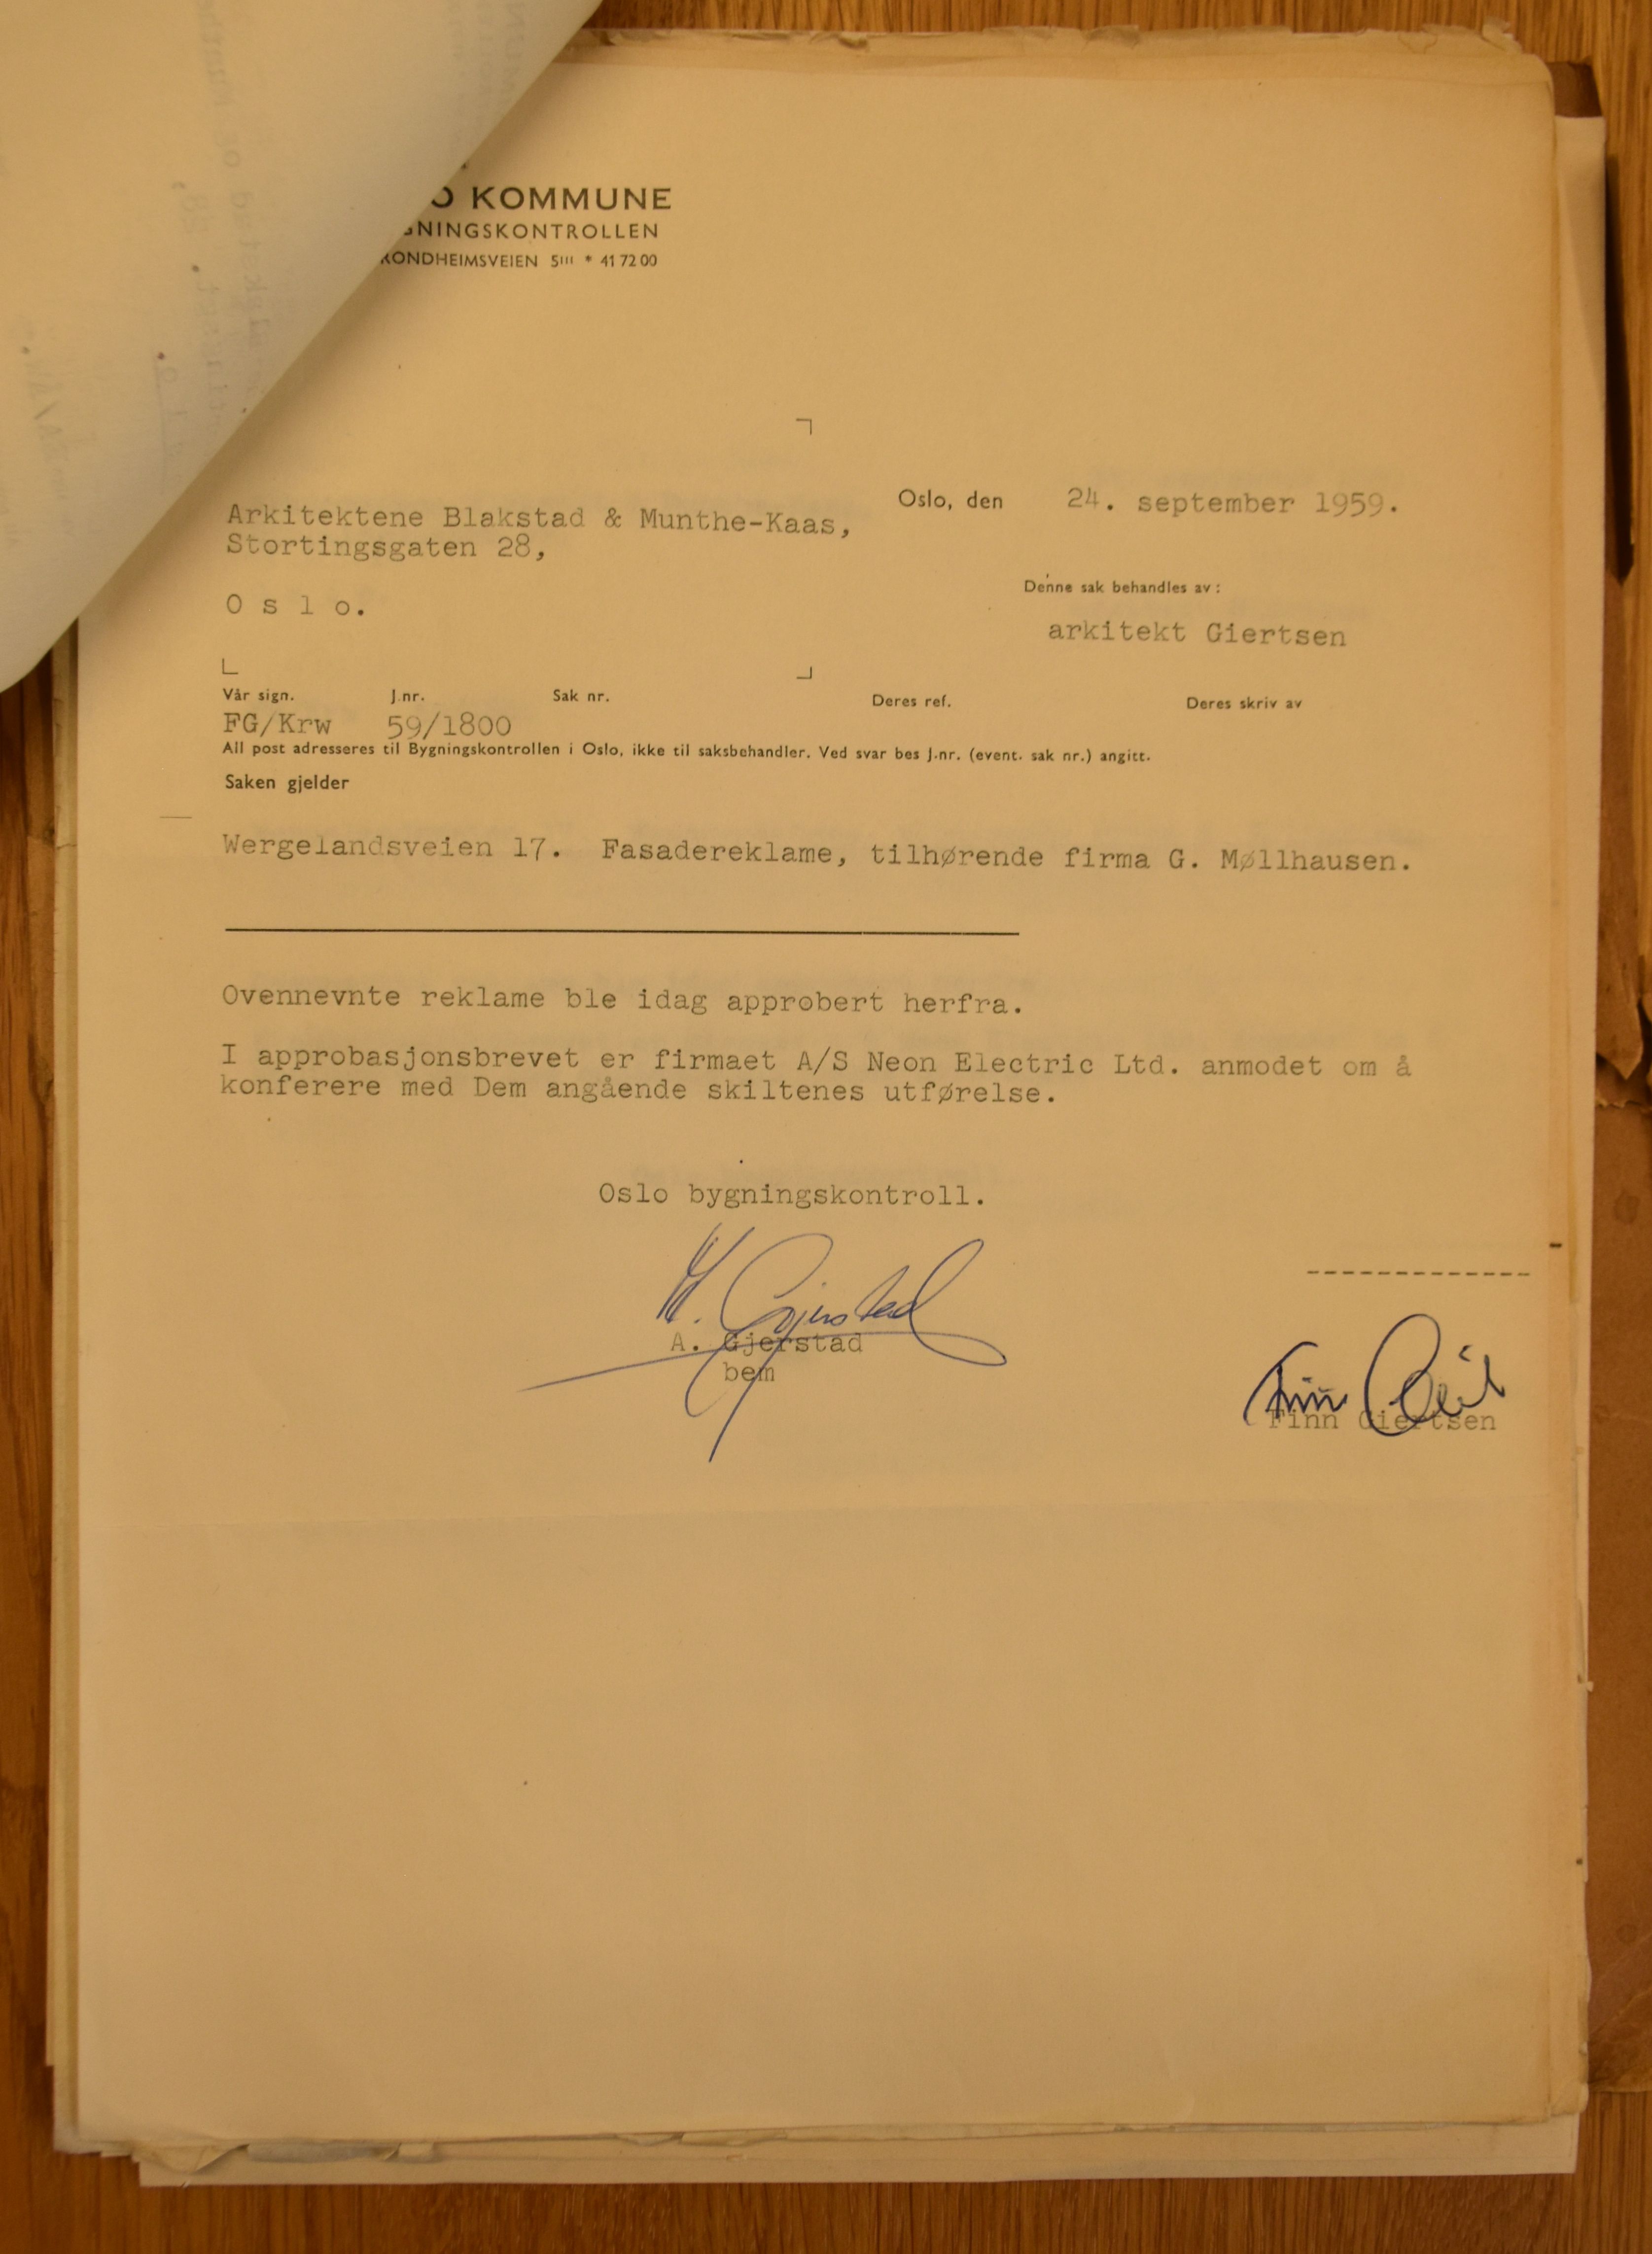 KOMMUNE
GNINGSKONTROLLEN
RONDHEIMSVEIEN 5III * 41 72 00
Oslo, den 24. september 1959.
Arkitektene Blakstad & Munthe-Kaas,
Stortingsgaten 28,
O s l o.
Denne sak behandles av:
arkitekt Giertsen
Vår sign. J.nr. Sak nr. Deres ref. Deres skriv av
FG/Krw 59/1800
All post adresseres til Bygningskontrollen i Oslo, ikke til saksbehandler. Ved svar bes J.nr. (event. sak nr.) angitt.
Saken gjelder
Wergelandsveien 17. Fasadereklame, tilhørende firma G. Møllhausen.
Ovennevnte reklame ble idag approbert herfra.
I approbasjonsbrevet er firmaet A/S Neon Electric Ltd. anmodet om å
konferere med Dem angående skiltenes utførelse.
Oslo bygningskontroll.
A. Gjerstad
bem
Finn Giertsen